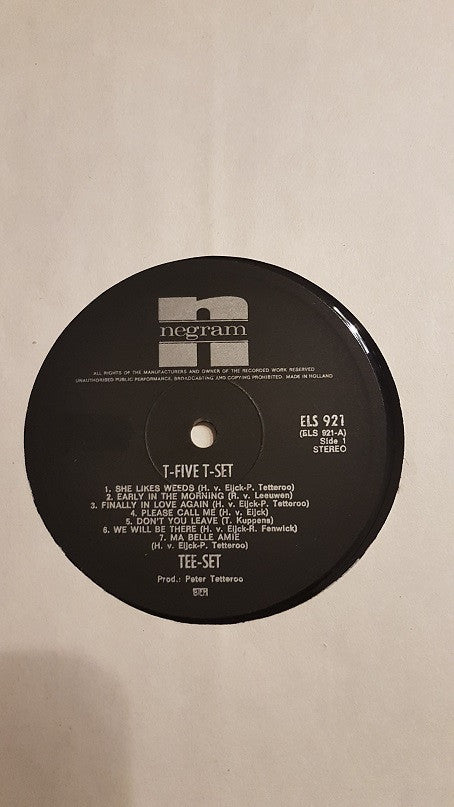 negram
ALL RIGHTS OF THE MANUFACTURERS AND OWNER OF THE RECORDED WORK RESERVED
UNAUTHORISED PUBLIC PERFORMANCE, BROADCASTING AND COPYING PROHIBITED. MADE IN HOLLAND
ELS 921
(ELS 921-A)
Side 1
STEREO
T-FIVE T-SET
1. SHE LIKES WEEDS (H. v. Eijck-P. Tetteroo)
2. EARLY IN THE MORNING (R. v. Leeuwen)
3. FINALLY IN LOVE AGAIN (H. v. Eijck-P. Tetteroo)
4. PLEASE CALL ME (H. v. Eijck)
5. DON'T YOU LEAVE (T. Kuppens)
6. WE WILL BE THERE (H. v. Eijck-R. Fenwick)
7. MA BELLE AMIE
(H. v. Eijck-P. Tetteroo)
TEE-SET
Prod.: Peter Tetteroo